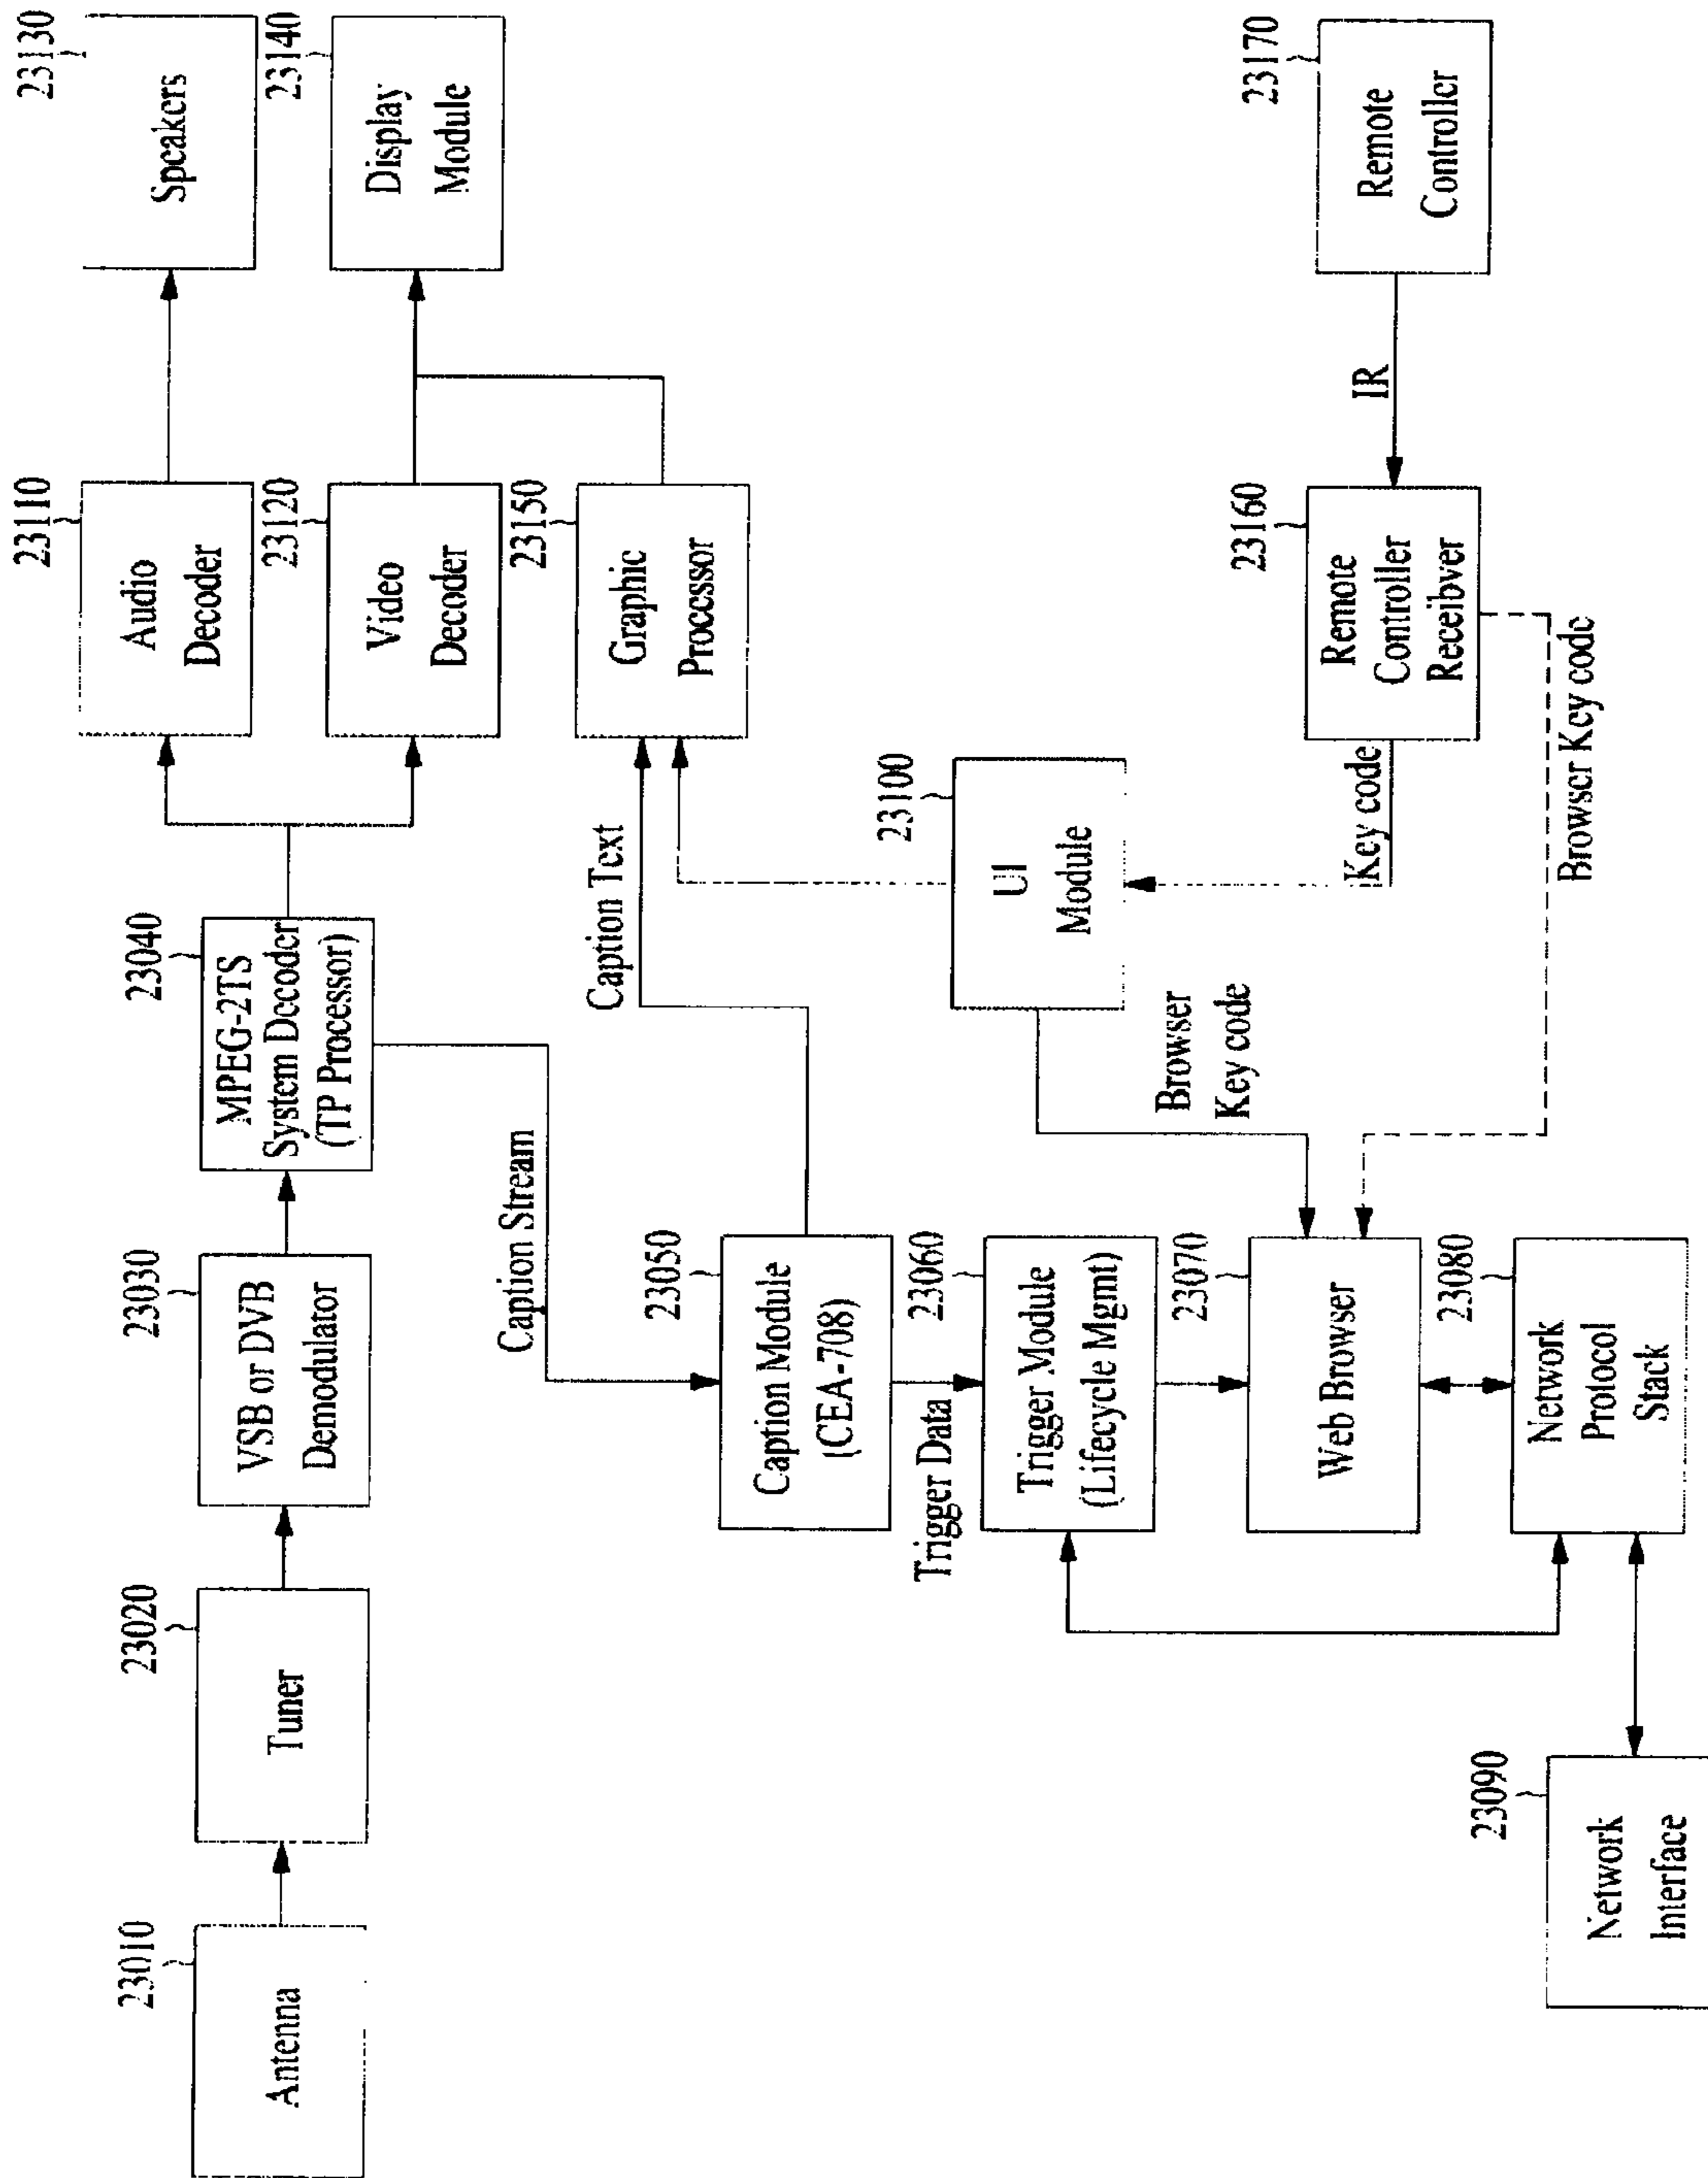 23010
Antenna
23020
Tuner
23030
VSB or DVB
Demodulator
23040
MPEG-2TS
System Decoder
(TP Processor)
23110
Audio
Decoder
23130
Speakers
23120
Video
Decoder
23140
Display
Module
23150
Graphic
Processor
Caption Stream
Caption Text
23050
Caption Module
(CEA-708)
Trigger Data
23060
Trigger Module
(Lifecycle Mgmt)
23100
UI
Module
Browser
Key code
23070
Web Browser
Key code
23160
Remote
Controller
Receibver
IR
23170
Remote
Controller
Browser Key code
23080
Network
Protocol
Stack
23090
Network
Interface